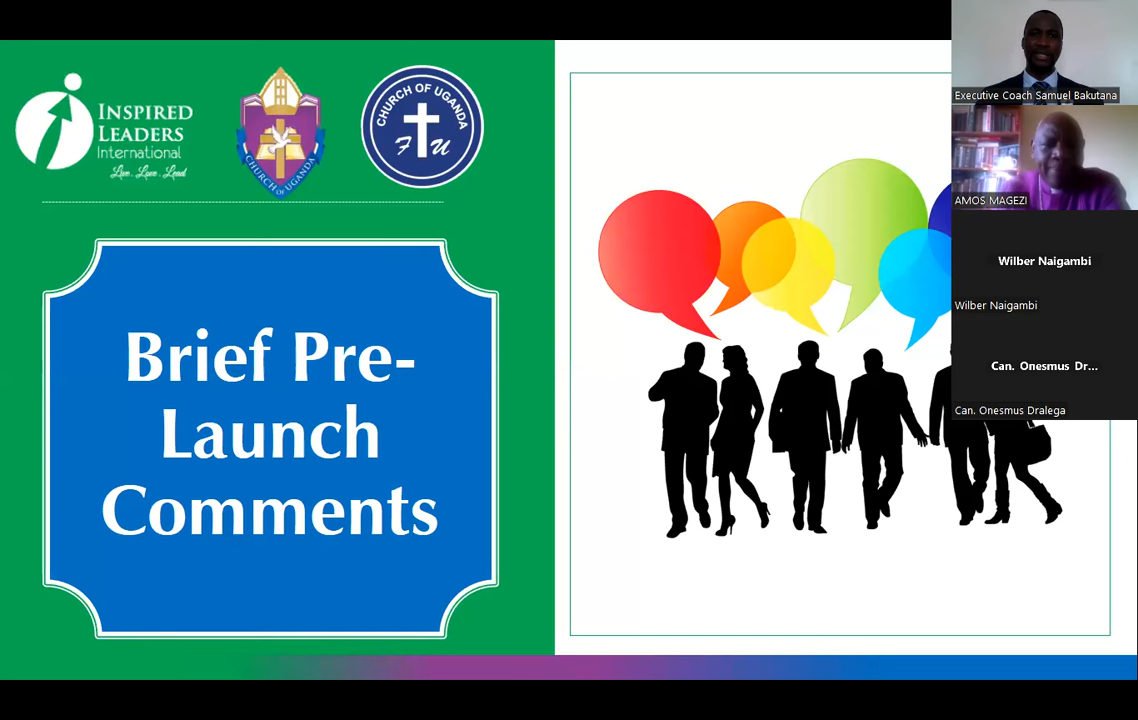 INSPIRED
LEADERS
International
Live. Love. Lead
CHURCH OF UGANDA
CHURCH OF UGANDA
F U
Brief Pre-
Launch
Comments
Executive Coach Samuel Bakutana
AMOS MAGEZI
Wilber Naigambi
Wilber Naigambi
Can. Onesmus Dr...
Can. Onesmus Dralega